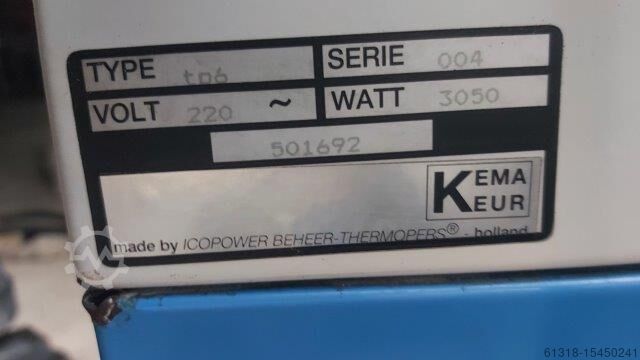 TYPE tp6 SERIE 004
VOLT 220 ~ WATT 3050
501692
KEMA
KEUR
made by ICOPOWER BEHEER-THERMOPERS® - holland
61318-15450241